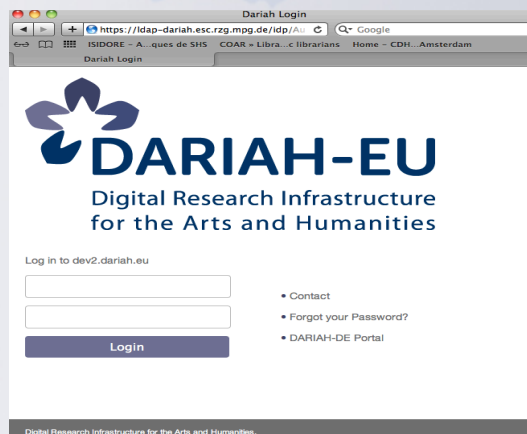 Dariah Login
https://ldap-dariah.esc.rzg.mpg.de/idp/Au
Google
ISIDORE – A...ques de SHS COAR » Libra...c librarians Home – CDH...Amsterdam
Dariah Login
DARIAH-EU
Digital Research Infrastructure
for the Arts and Humanities
Log in to dev2.dariah.eu
• Contact
• Forgot your Password?
• DARIAH-DE Portal
Login
Digital Research Infrastructure for the Arts and Humanities.